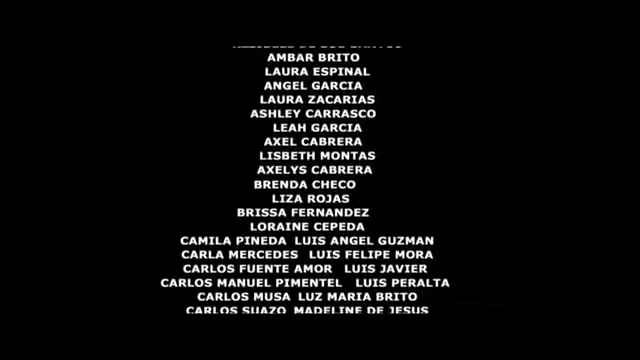 AMBAR BRITO
LAURA ESPINAL
ANGEL GARCIA
LAURA ZACARIAS
ASHLEY CARRASCO
LEAH GARCIA
AXEL CABRERA
LISBETH MONTAS
AXELYS CABRERA
BRENDA CHECO
LIZA ROJAS
BRISSA FERNANDEZ
LORAINE CEPEDA
CAMILA PINEDA LUIS ANGEL GUZMAN
CARLA MERCEDES LUIS FELIPE MORA
CARLOS FUENTE AMOR LUIS JAVIER
CARLOS MANUEL PIMENTEL LUIS PERALTA
CARLOS MUSA LUZ MARIA BRITO
CARLOS SUAZO MADELINE DE JESUS